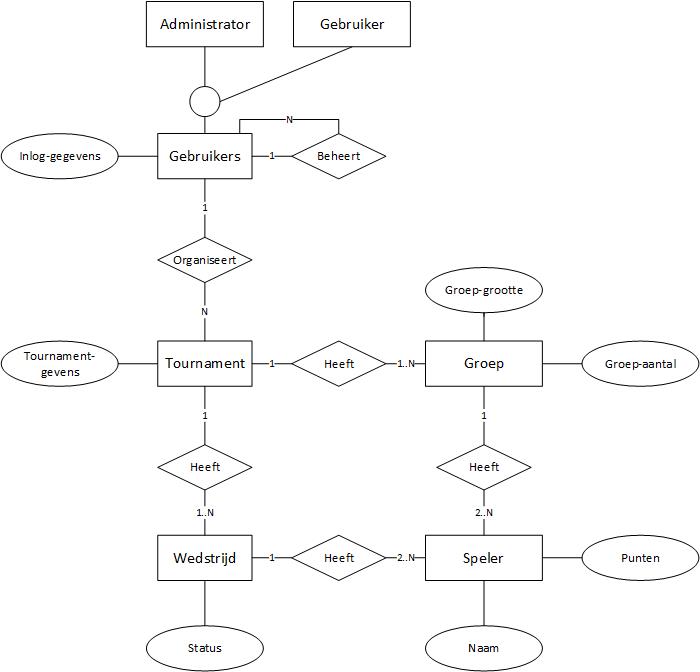 Administrator
Gebruiker
N
Inlog-gegevens
Gebruikers
1
Beheert
1
Organiseert
N
Groep-grootte
Tournament-
gevens
Tournament
1
Heeft
1..N
Groep
Groep-aantal
1
1
Heeft
Heeft
1..N
2..N
Wedstrijd
1
Heeft
2..N
Speler
Punten
Status
Naam